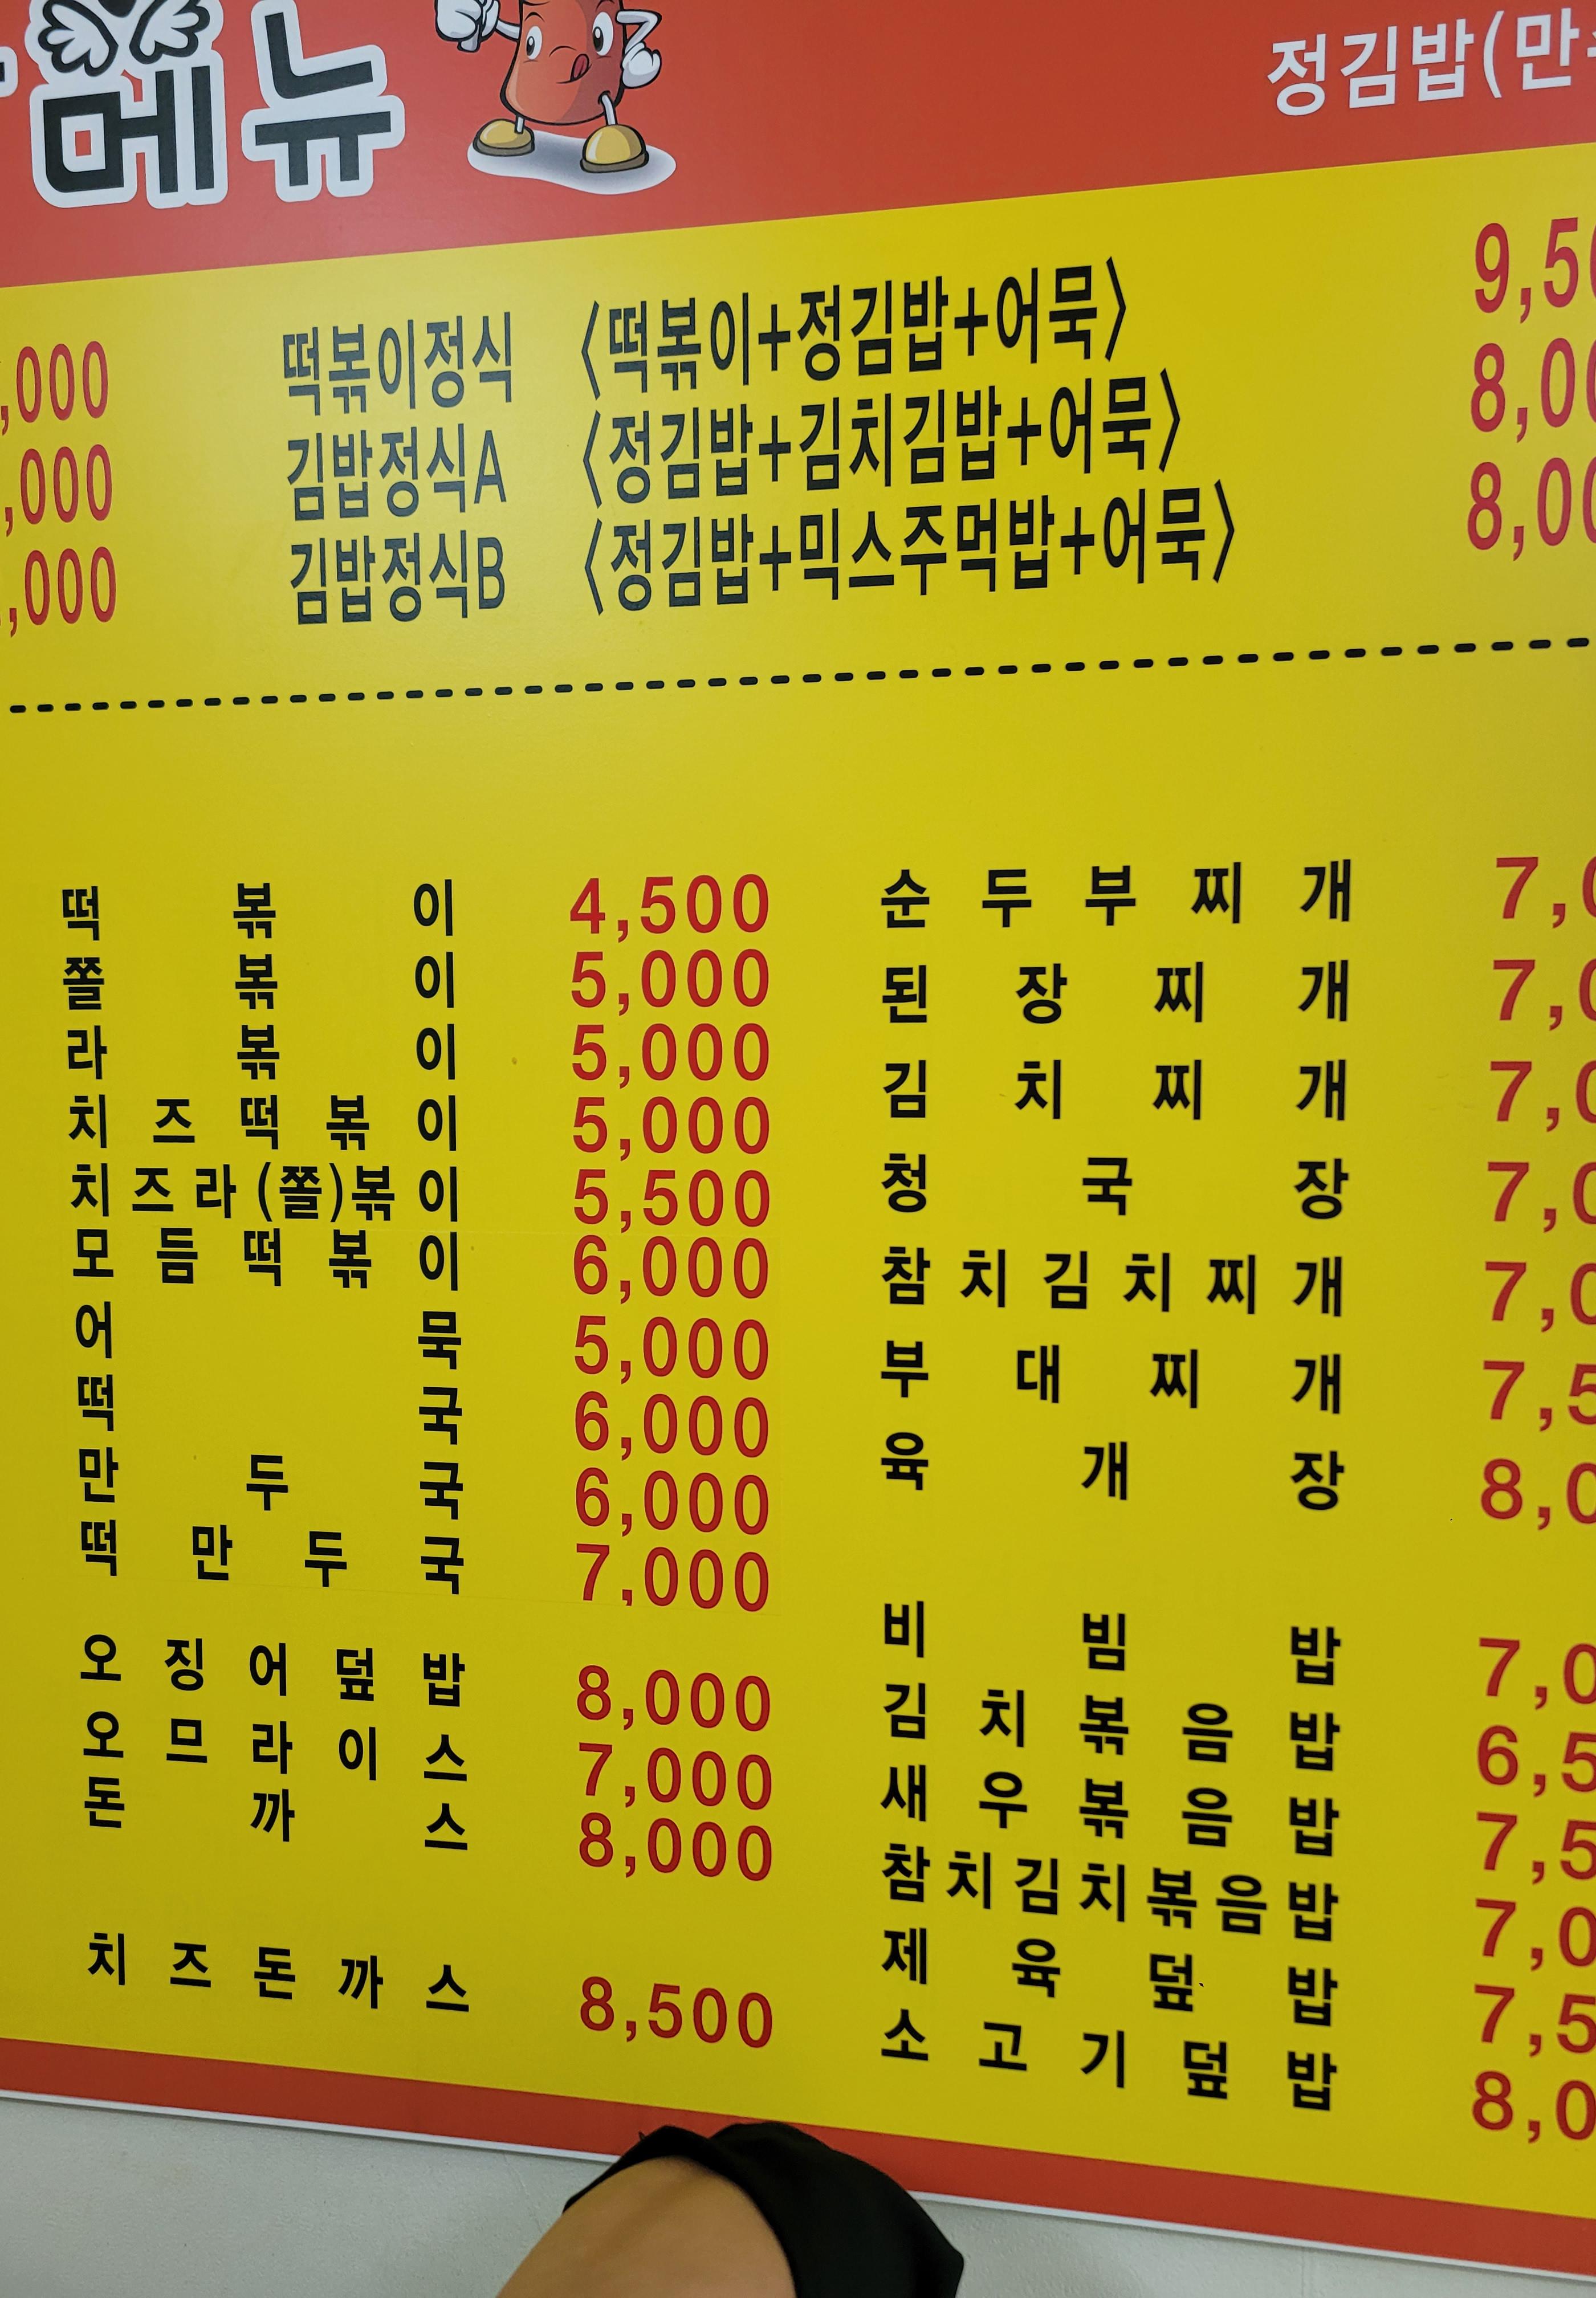 메뉴
정김밥(만
,000 떡볶이정식 〈떡볶이+정김밥+어묵〉 9,50
,000 김밥정식A 〈정김밥+김치김밥+어묵〉 8,00
,000 김밥정식B 〈정김밥+믹스주먹밥+어묵〉 8,00
떡볶이 4,500
쫄볶이 5,000
라볶이 5,000
치즈떡볶이 5,000
치즈라(쫄)볶이 5,500
모듬떡볶이 6,000
어묵 5,000
떡국 6,000
만두국 6,000
떡만두국 7,000
오징어덮밥 8,000
오므라이스 7,000
돈까스 8,000
치즈돈까스 8,500
순두부찌개 7,0
된장찌개 7,0
김치찌개 7,0
청국장 7,0
참치김치찌개 7,0
부대찌개 7,5
육개장 8,0
비빔밥 7,0
김치볶음밥 6,5
새우볶음밥 7,5
참치김치볶음밥 7,0
제육덮밥 7,5
소고기덮밥 8,0